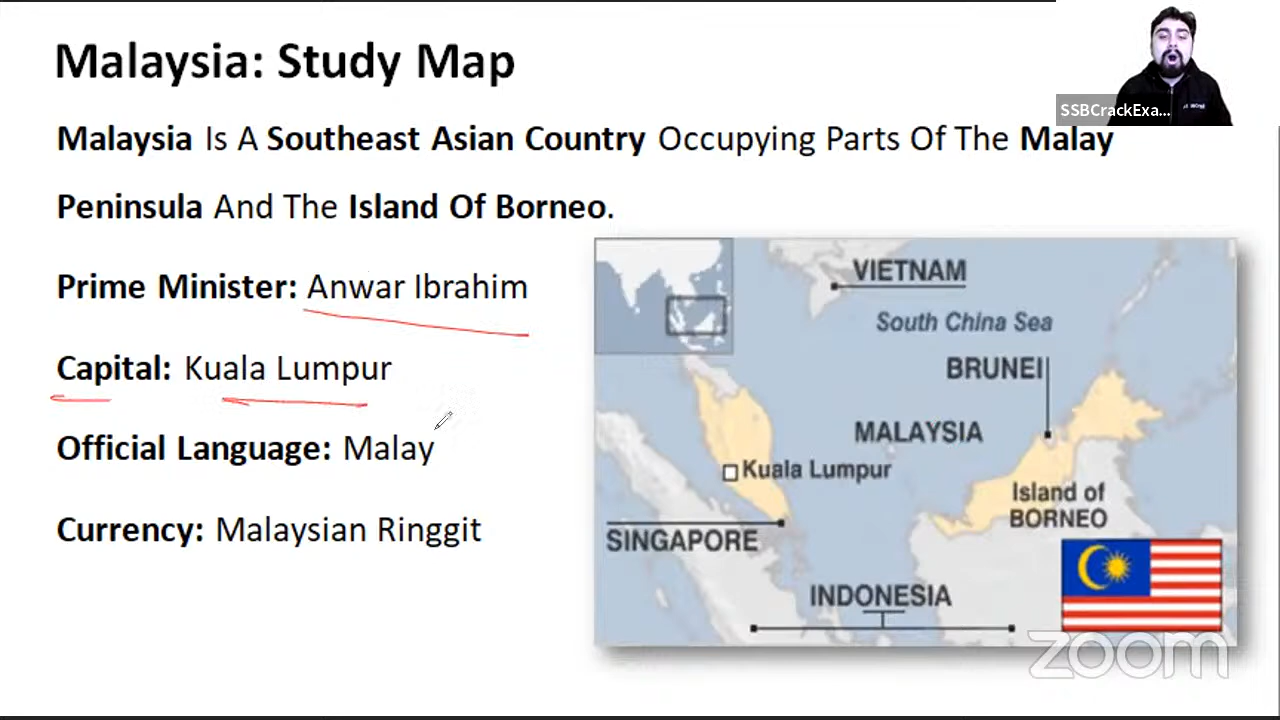 Malaysia: Study Map
SSBCrackExa...
Malaysia Is A Southeast Asian Country Occupying Parts Of The Malay
Peninsula And The Island Of Borneo.
Prime Minister: Anwar Ibrahim
Capital: Kuala Lumpur
Official Language: Malay
Currency: Malaysian Ringgit
VIETNAM
South China Sea
BRUNEI
MALAYSIA
Kuala Lumpur
Island of
BORNEO
SINGAPORE
INDONESIA
zoom